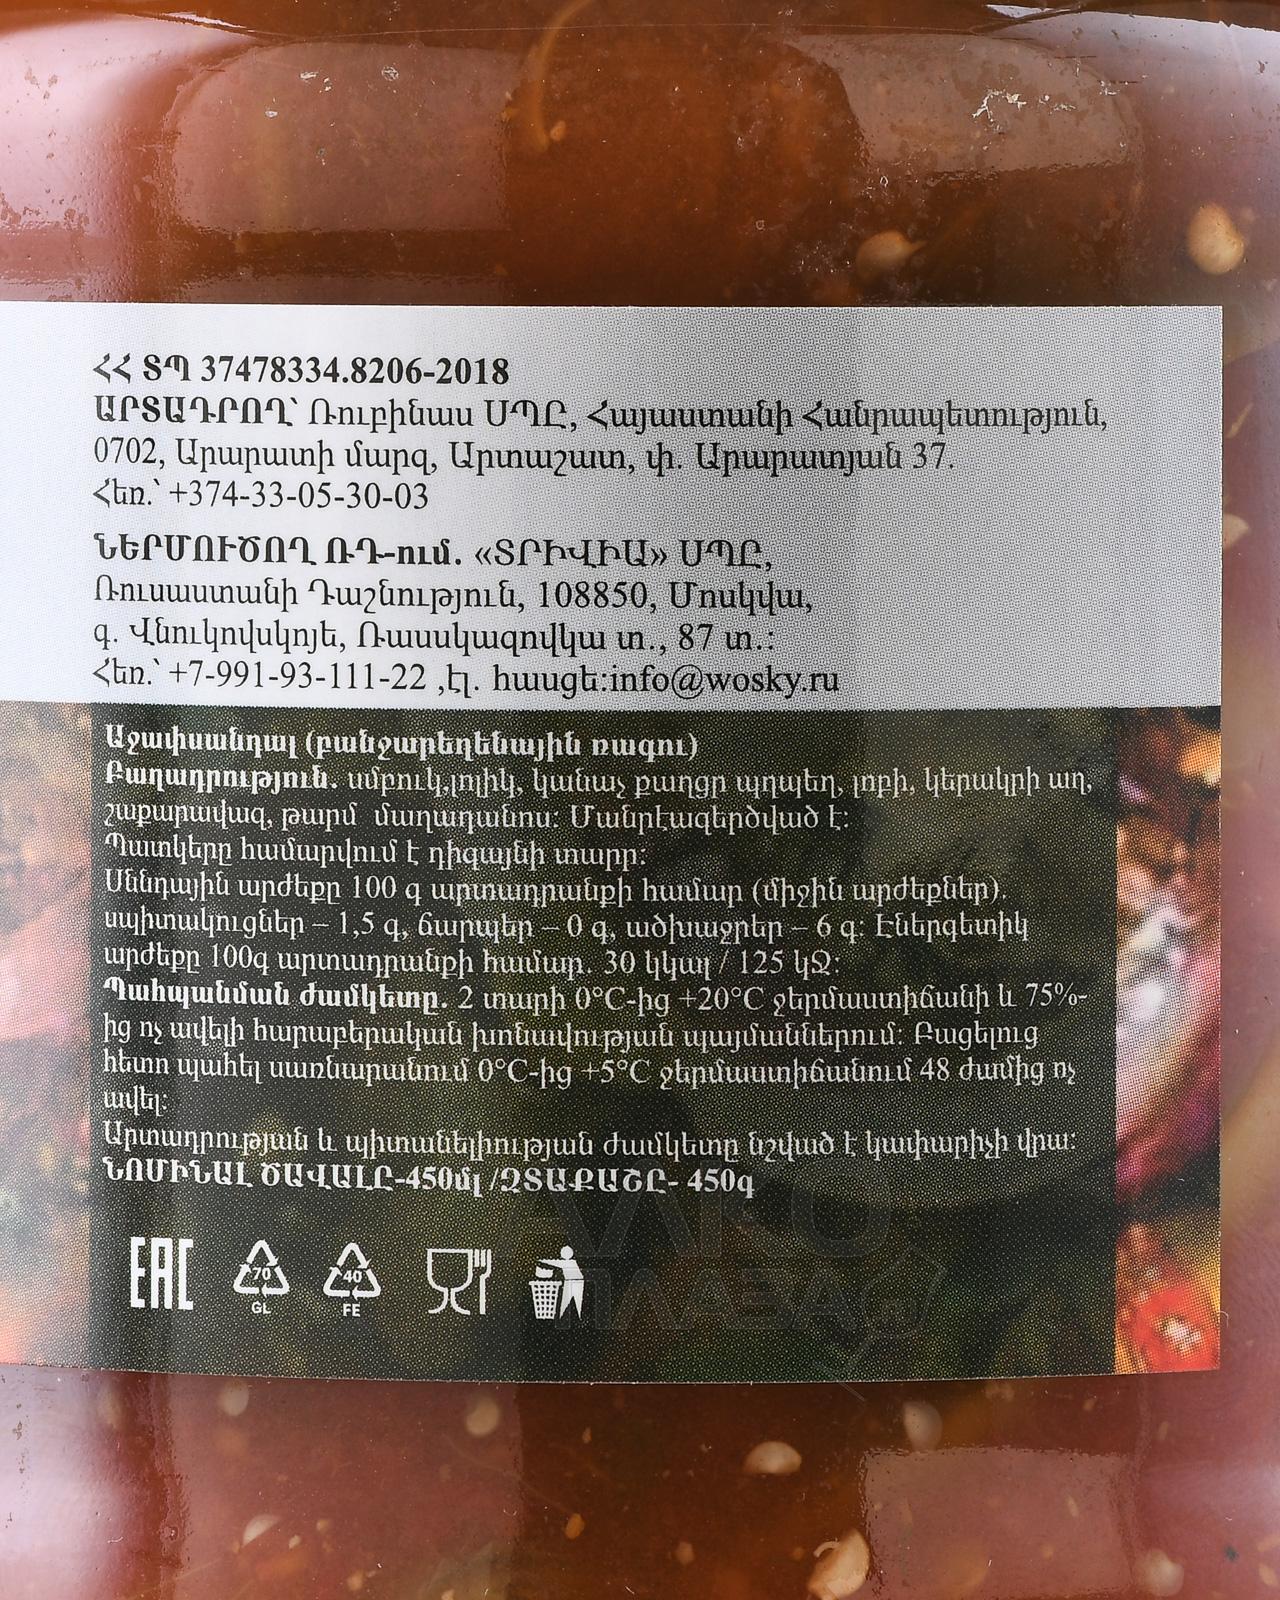 ՀՀ ՏՊ 37478334.8206-2018
ԱՐՏԱԴՐՈՂ՝ Ռուբինաս ՍՊԸ, Հայաստանի Հանրապետություն,
0702, Արարատի մարզ, Արտաշատ, փ. Արարատյան 37.
Հեռ.՝ +374-33-05-30-03
ՆԵՐՄՈՒԾՈՂ ՌԴ-ում. «ՏՐԻՎԻԱ» ՍՊԸ,
Ռուսաստանի Դաշնություն, 108850, Մոսկվա,
գ. Վնուկովսկոյե, Ռասսկազովկա տ., 87 տ.:
Հեռ.՝ +7-991-93-111-22 ,էլ. հասցե:info@wosky.ru
Աջափսանդալ (բանջարեղենային ռագու)
Բաղադրություն. սմբուկ,լոլիկ, կանաչ քաղցր պղպեղ, լոբի, կերակրի աղ,
շաքարավազ, թարմ մաղադանոս: Մանրէազերծված է:
Պատկերը համարվում է դիզայնի տարր:
Սննդային արժեքը 100 գ արտադրանքի համար (միջին արժեքներ).
սպիտակուցներ – 1,5 գ, ճարպեր – 0 գ, ածխաջրեր – 6 գ: Էներգետիկ
արժեքը 100գ արտադրանքի համար. 30 կկալ / 125 կՋ:
Պահպանման ժամկետը. 2 տարի 0°C-ից +20°C ջերմաստիճանի և 75%-
ից ոչ ավելի հարաբերական խոնավության պայմաններում: Բացելուց
հետո պահել սառնարանում 0°C-ից +5°C ջերմաստիճանում 48 ժամից ոչ
ավել:
Արտադրության և պիտանելիության ժամկետը նշված է կափարիչի վրա:
ՆՈՄԻՆԱԼ ԾԱՎԱԼԸ-450մլ /ԶՏԱՔԱՇԸ- 450գ
EAC 70 GL 40 FE
АЛКО
ПЛАЗА